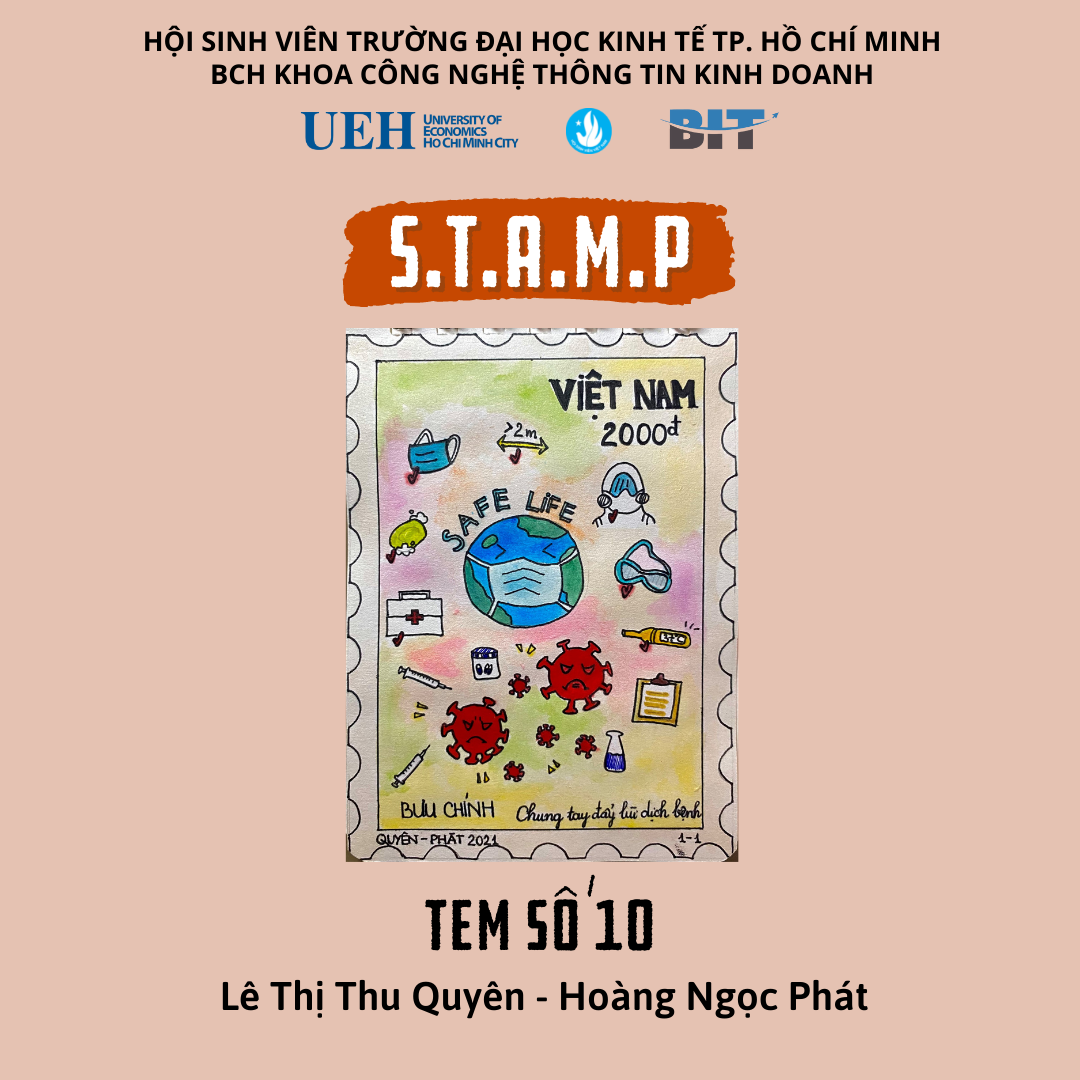 HỘI SINH VIÊN TRƯỜNG ĐẠI HỌC KINH TẾ TP. HỒ CHÍ MINH
BCH KHOA CÔNG NGHỆ THÔNG TIN KINH DOANH
UEH UNIVERSITY OF
ECONOMICS
HO CHI MINH CITY
BIT
S.T.A.M.P
VIỆT NAM
2000đ
>2m
SAFE LIFE
BƯU CHÍNH
Chung tay đẩy lùi dịch bệnh
QUYÊN - PHÁT 2021
1-1
TEM SỐ 10
Lê Thị Thu Quyên - Hoàng Ngọc Phát